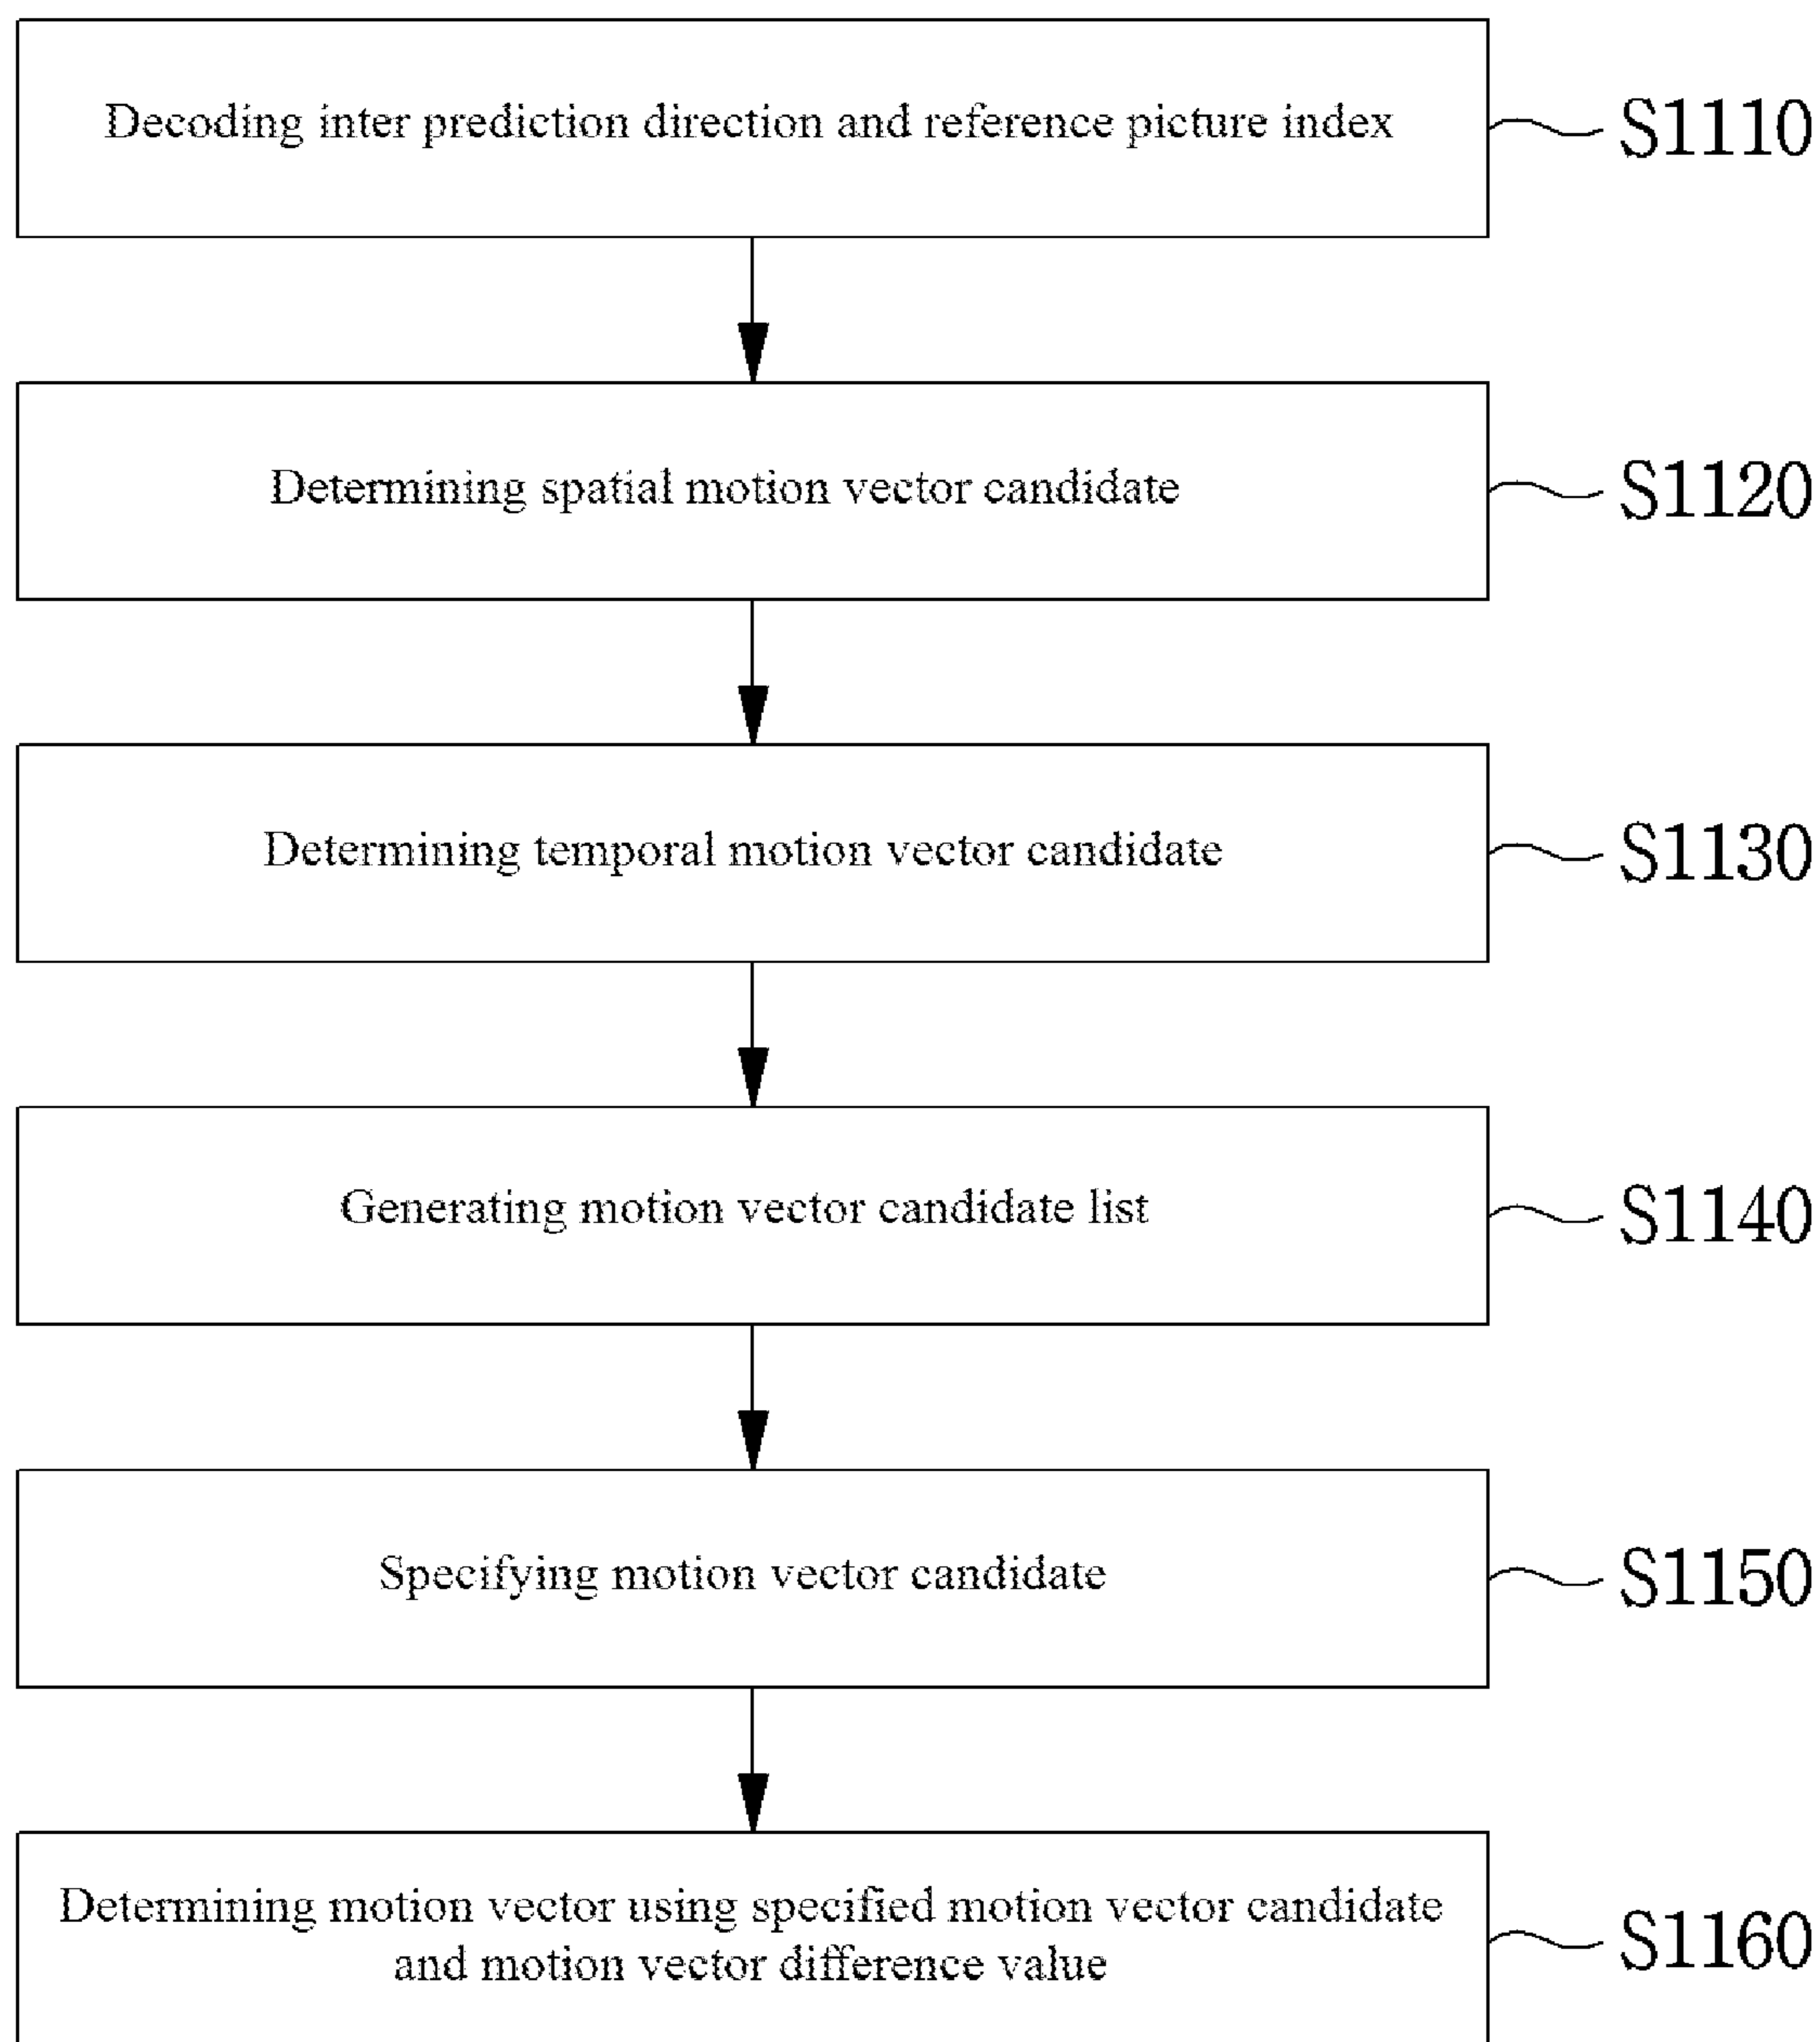 Decoding inter prediction direction and reference picture index
S1110
Determining spatial motion vector candidate
S1120
Determining temporal motion vector candidate
S1130
Generating motion vector candidate list
S1140
Specifying motion vector candidate
S1150
Determining motion vector using specified motion vector candidate
and motion vector difference value
S1160